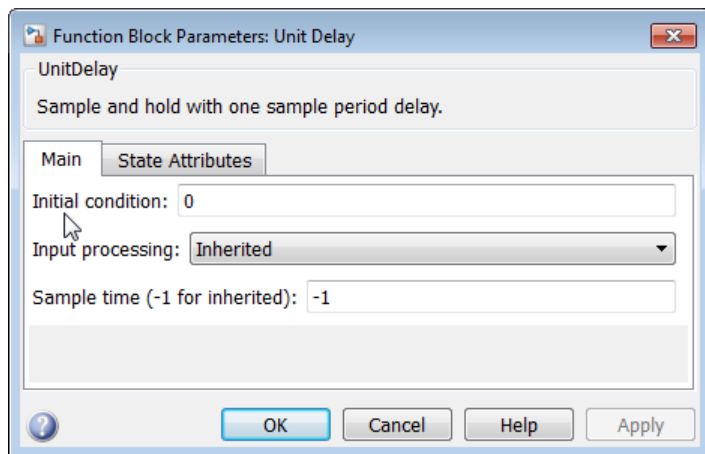 Function Block Parameters: Unit Delay
UnitDelay
Sample and hold with one sample period delay.
Main State Attributes
Initial condition: 0
Input processing: Inherited
Sample time (-1 for inherited): -1
OK Cancel Help Apply